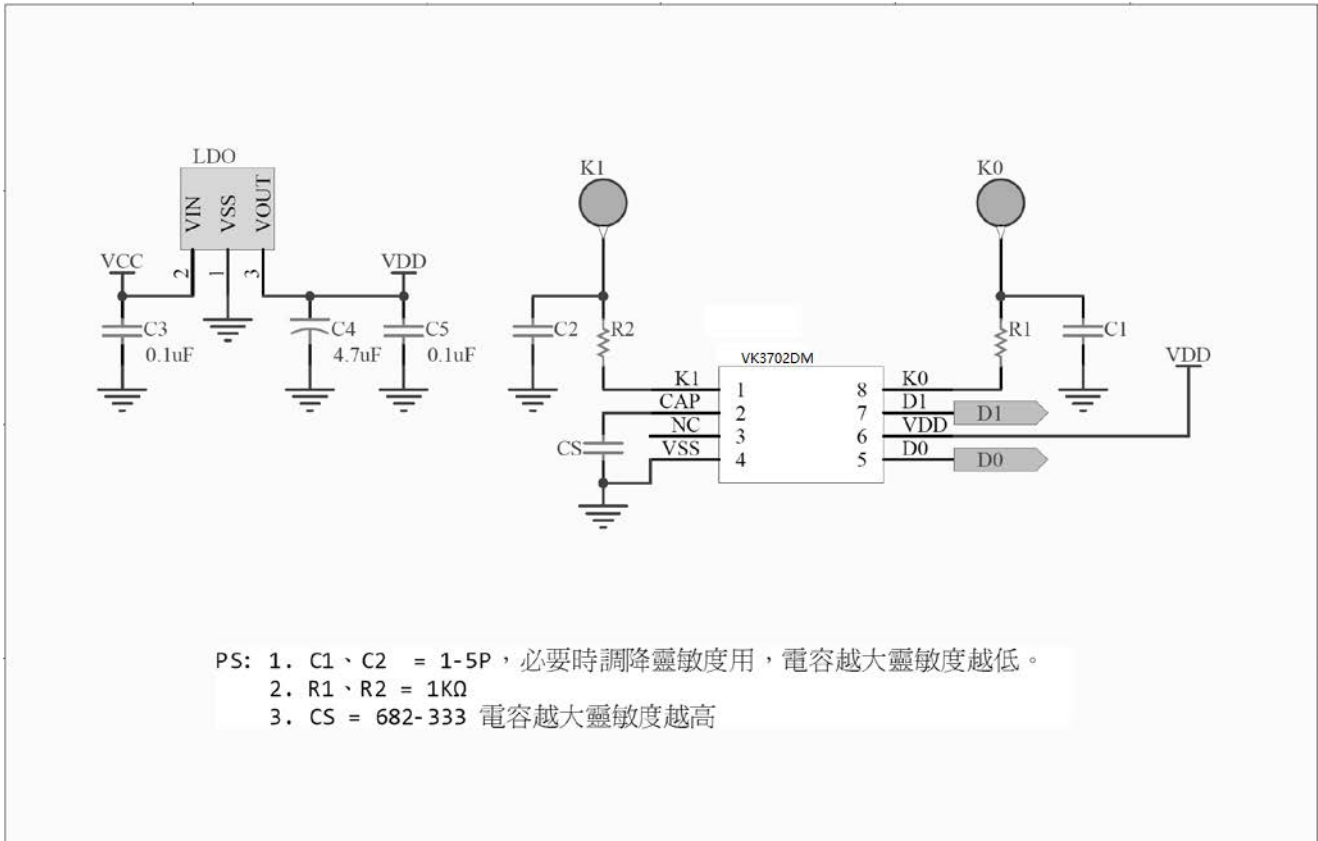 LDO
VIN
VSS
VOUT
2
1
3
VCC
VDD
C3
0.1uF
C4
4.7uF
C5
0.1uF
K1
K0
C2
R2
R1
C1
VK3702DM
VDD
K1
1
8
K0
CAP
2
7
D1
D1
NC
3
6
VDD
CS
VSS
4
5
D0
D0
PS: 1. C1、C2 = 1-5P，必要時調降靈敏度用，電容越大靈敏度越低。
2. R1、R2 = 1KΩ
3. CS = 682-333 電容越大靈敏度越高